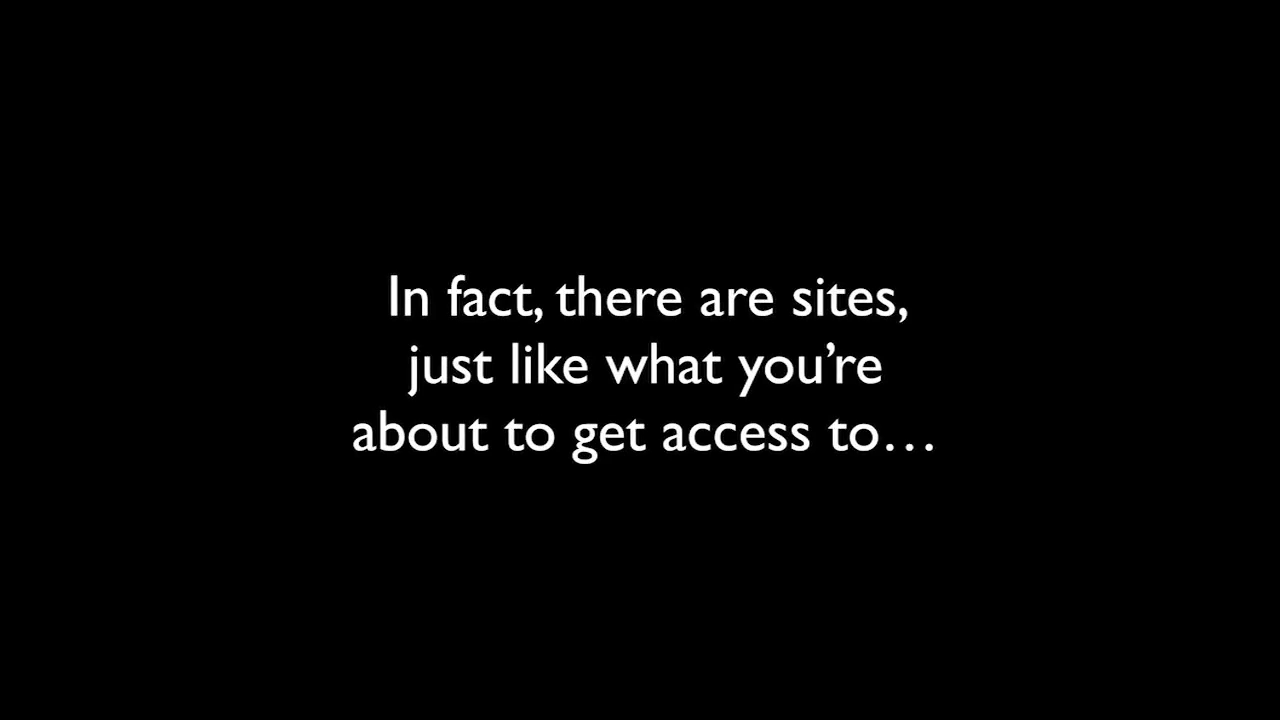 In fact, there are sites,
just like what you’re
about to get access to…